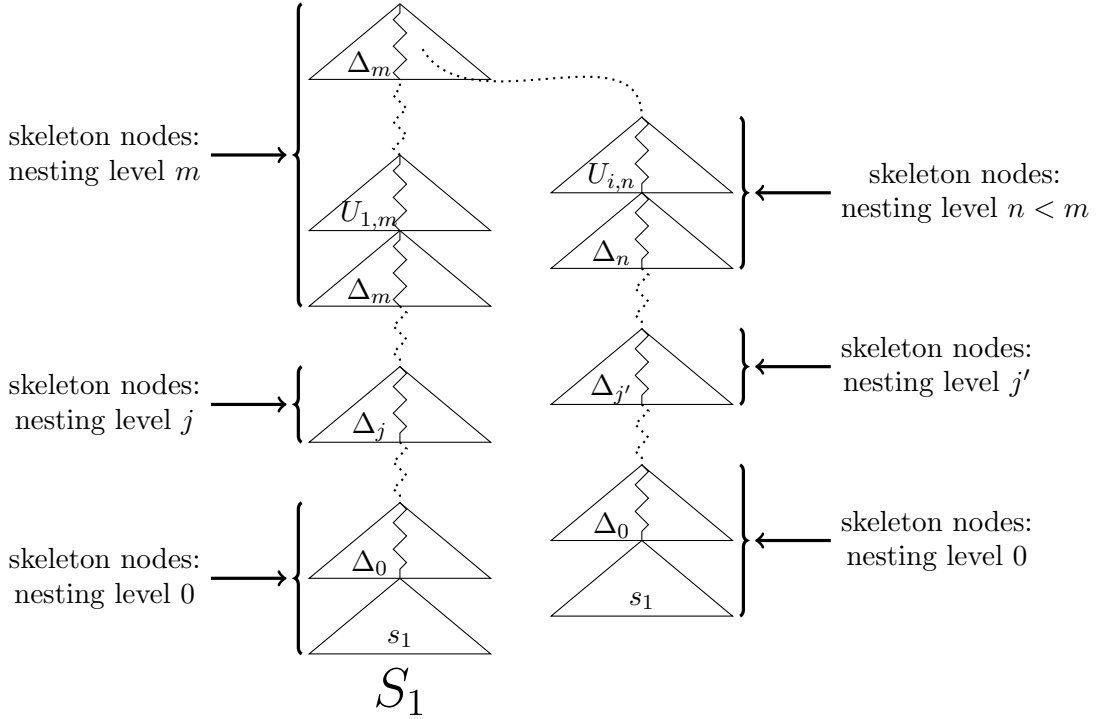 Δ_m
skeleton nodes:
nesting level m
U_{1,m}
Δ_m
skeleton nodes:
nesting level j
Δ_j
skeleton nodes:
nesting level 0
Δ_0
s_1
S_1
U_{i,n}
skeleton nodes:
nesting level n < m
Δ_n
Δ_{j'}
skeleton nodes:
nesting level j'
Δ_0
skeleton nodes:
nesting level 0
s_1